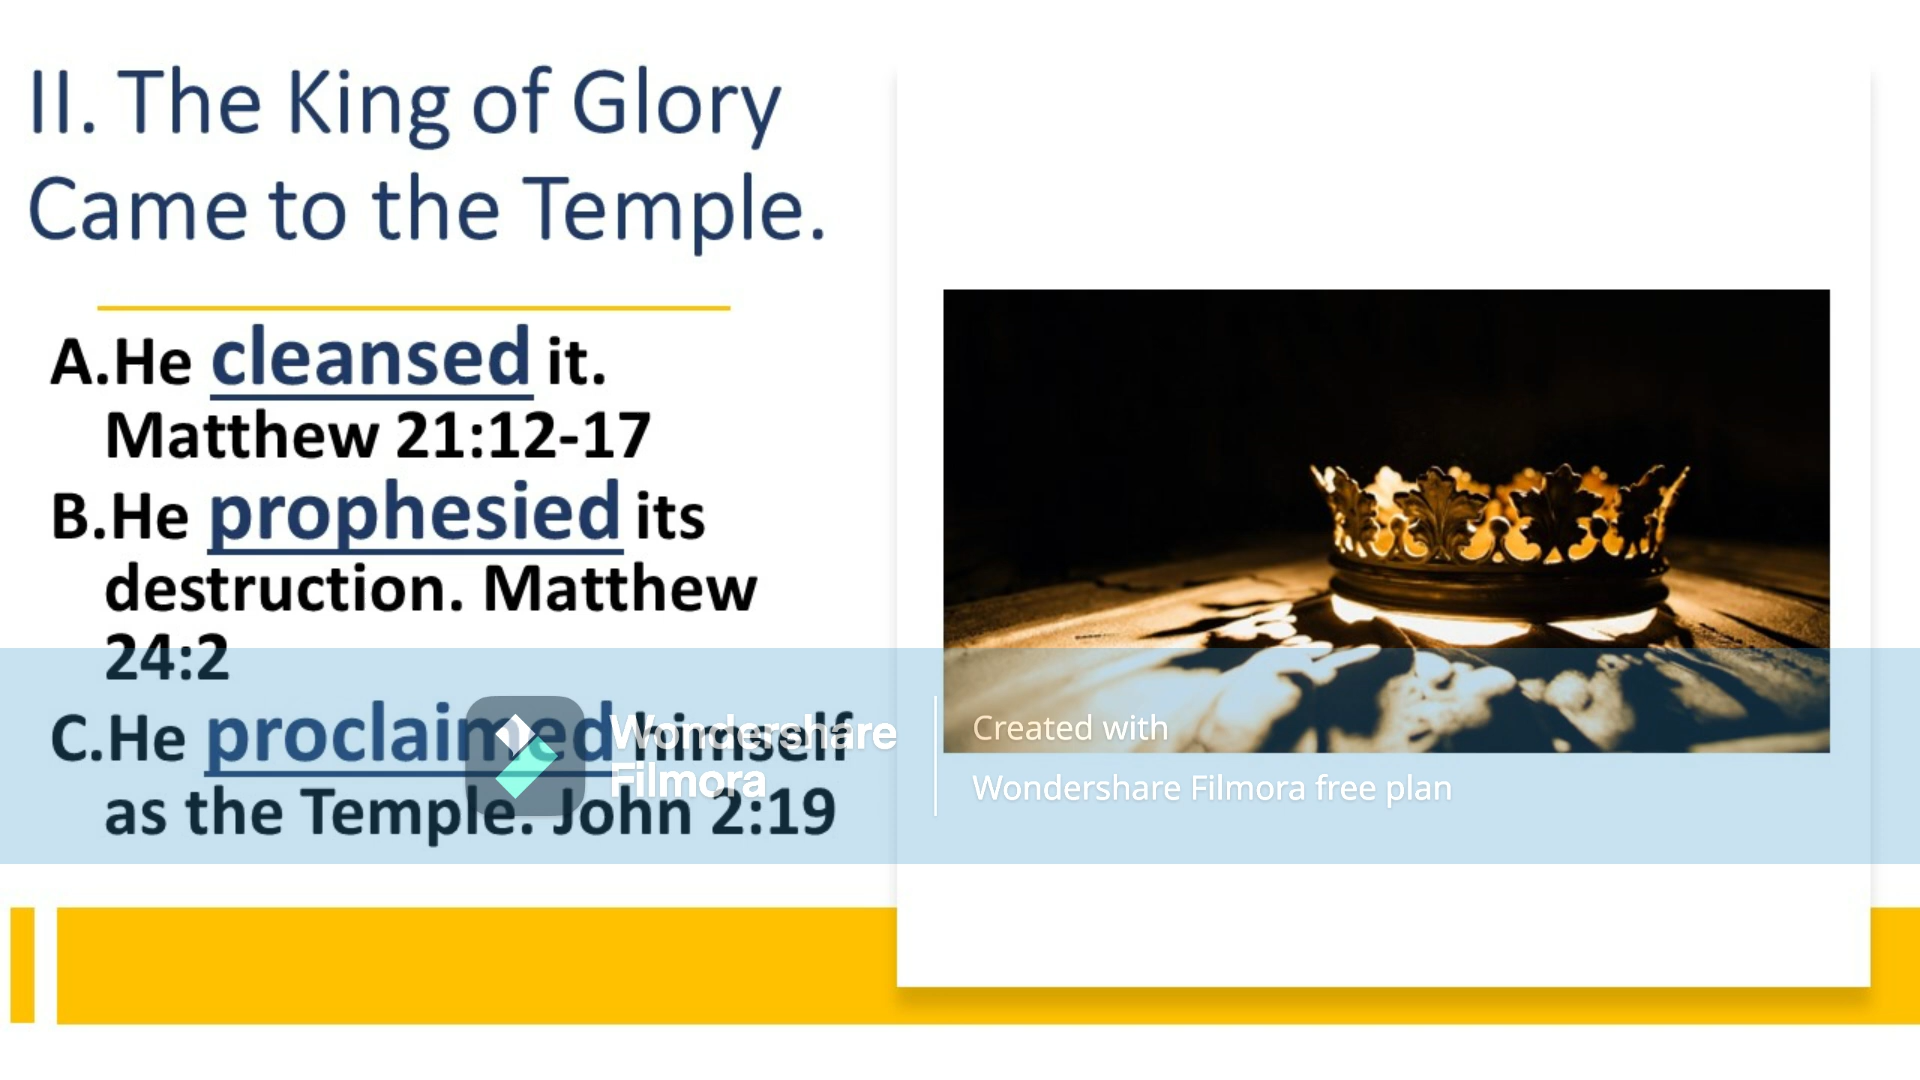 II. The King of Glory
Came to the Temple.
A.He cleansed it.
Matthew 21:12-17
B.He prophesied its
destruction. Matthew
24:2
C.He proclaimed himself
as the Temple. John 2:19
Wondershare
Filmora
Created with
Wondershare Filmora free plan